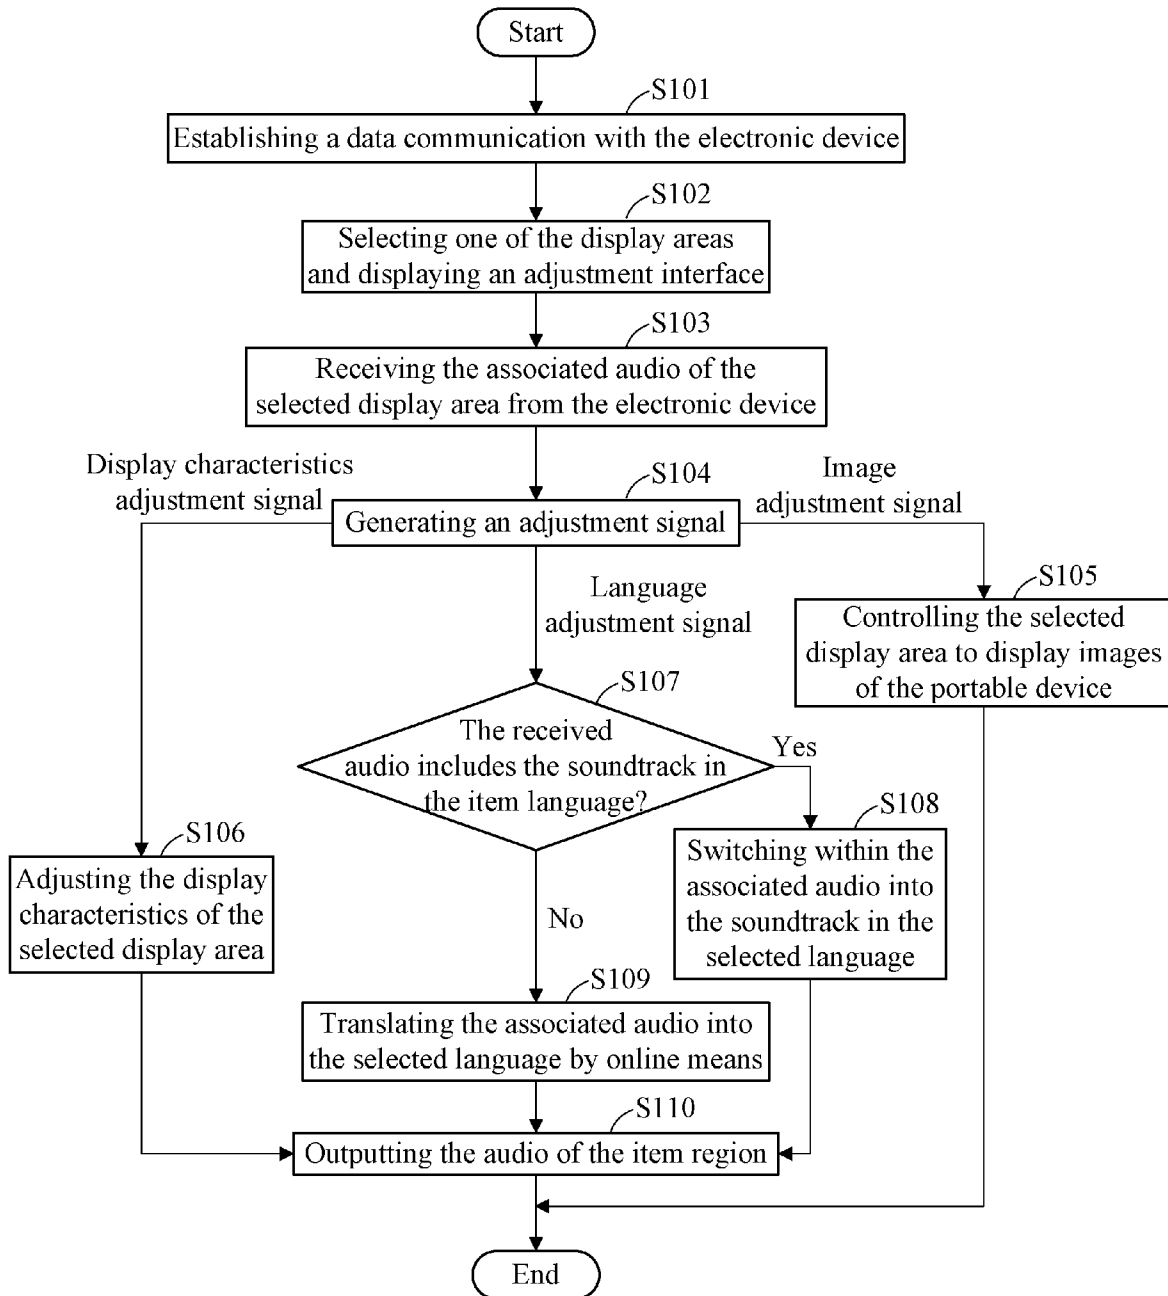 Start
S101
Establishing a data communication with the electronic device
S102
Selecting one of the display areas
and displaying an adjustment interface
S103
Receiving the associated audio of the
selected display area from the electronic device
Display characteristics
adjustment signal
S104
Generating an adjustment signal
Image
adjustment signal
Language
adjustment signal
S105
Controlling the selected
display area to display images
of the portable device
S107
The received
audio includes the soundtrack in
the item language?
Yes
S106
Adjusting the display
characteristics of the
selected display area
S108
Switching within the
associated audio into
the soundtrack in the
selected language
No
S109
Translating the associated audio into
the selected language by online means
S110
Outputting the audio of the item region
End